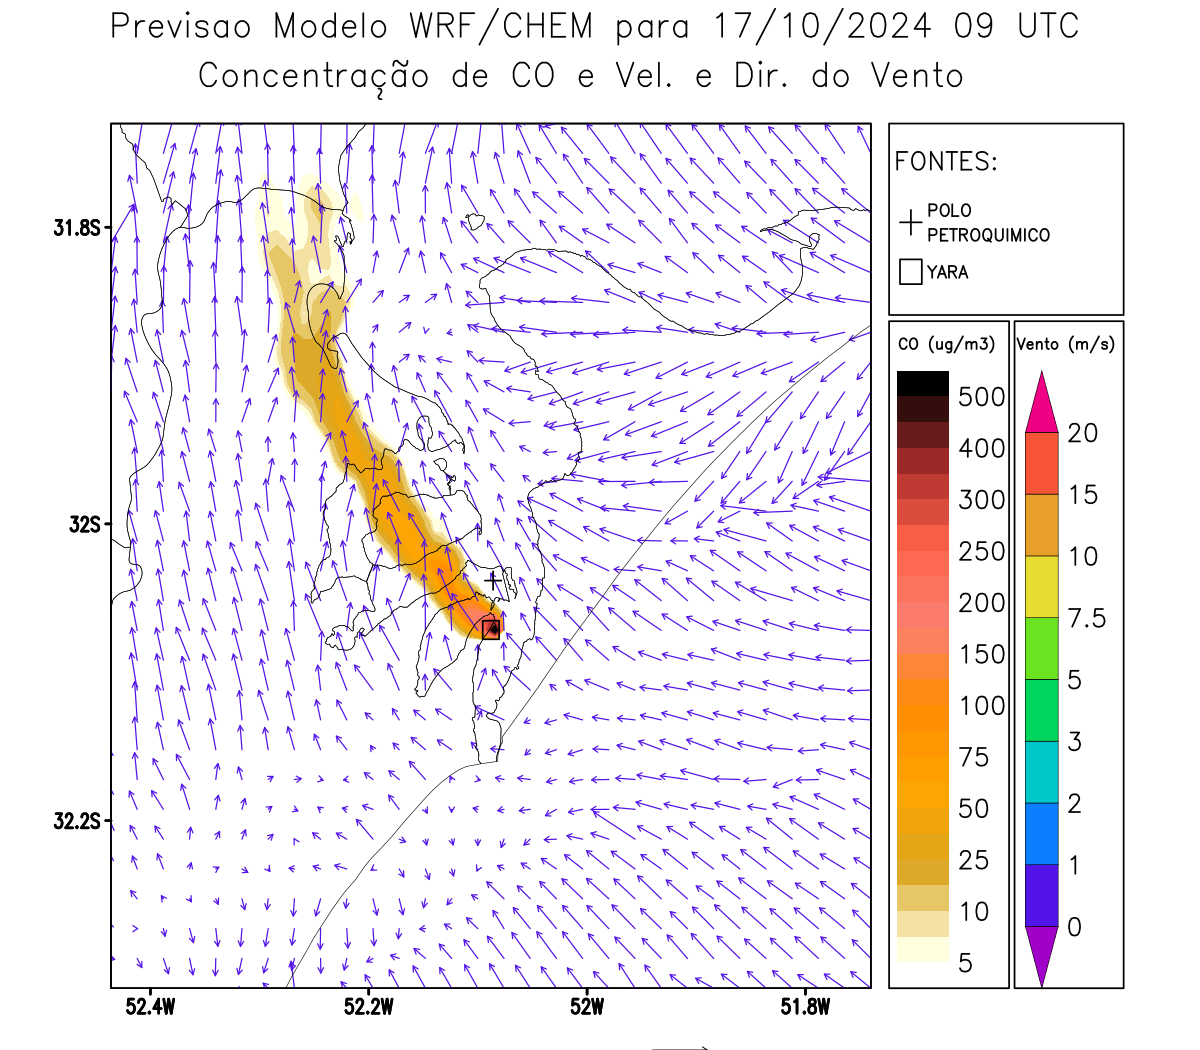 Previsao Modelo WRF/CHEM para 17/10/2024 09 UTC
Concentração de CO e Vel. e Dir. do Vento
FONTES:
POLO
PETROQUIMICO
YARA
CO (ug/m3)
500
400
300
250
200
150
100
75
50
25
10
5
Vento (m/s)
20
15
10
7.5
5
3
2
1
0
31.8S
32S
32.2S
52.4W
52.2W
52W
51.8W